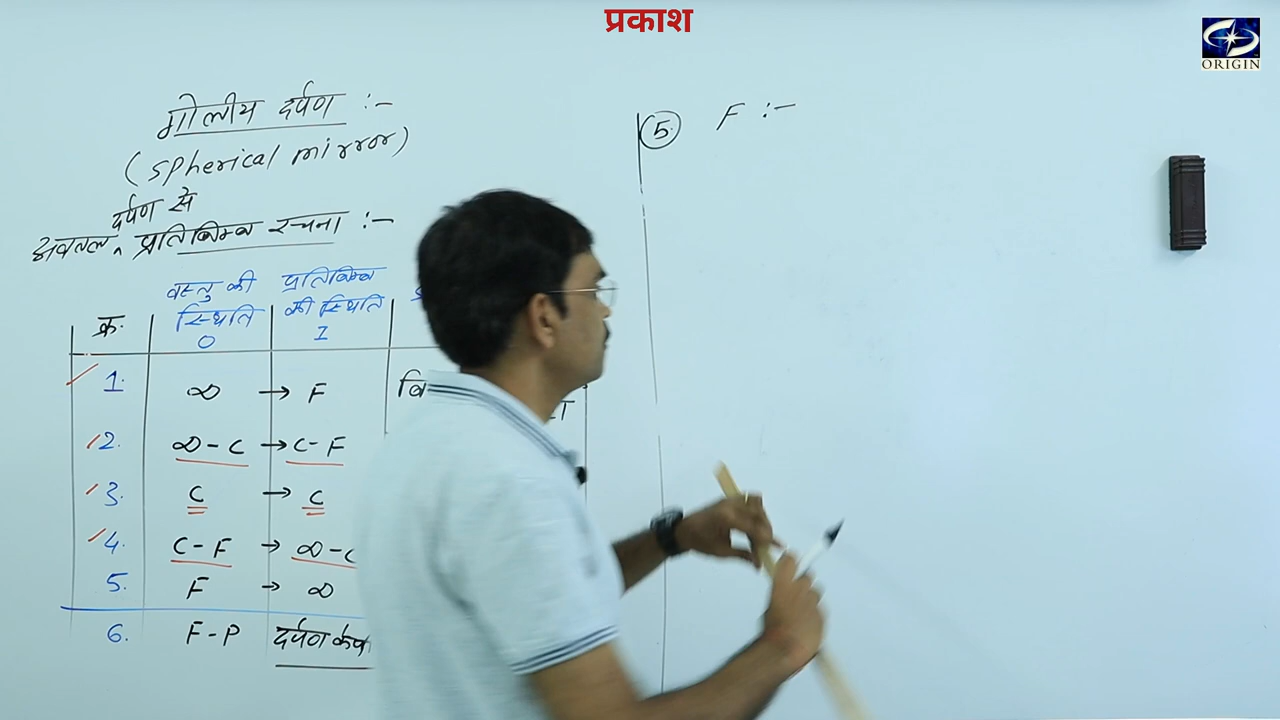 प्रकाश
ORIGIN
गोलीय दर्पण :-
(Spherical mirror)
दर्पण से
अवतल ^ प्रतिबिम्ब रचना :-
क्र.
वस्तु की स्थिति O
प्रतिबिम्ब की स्थिति I
1. ∞ → F
2. ∞ - C → C - F
3. C → C
4. C - F → ∞ - C
5. F → ∞
6. F - P दर्पण के
5 F :-